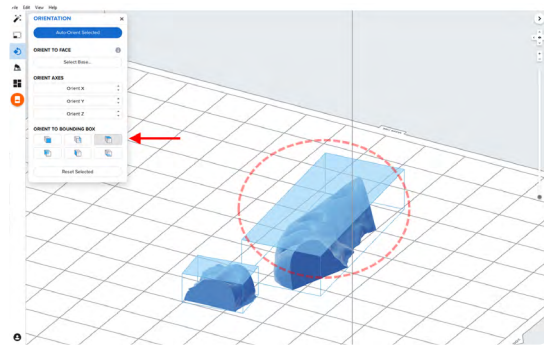 File Edit View Help
ORIENTATION
Auto-Orient Selected
ORIENT TO FACE
Select Base...
ORIENT AXES
Orient X
Orient Y
Orient Z
ORIENT TO BOUNDING BOX
Reset Selected